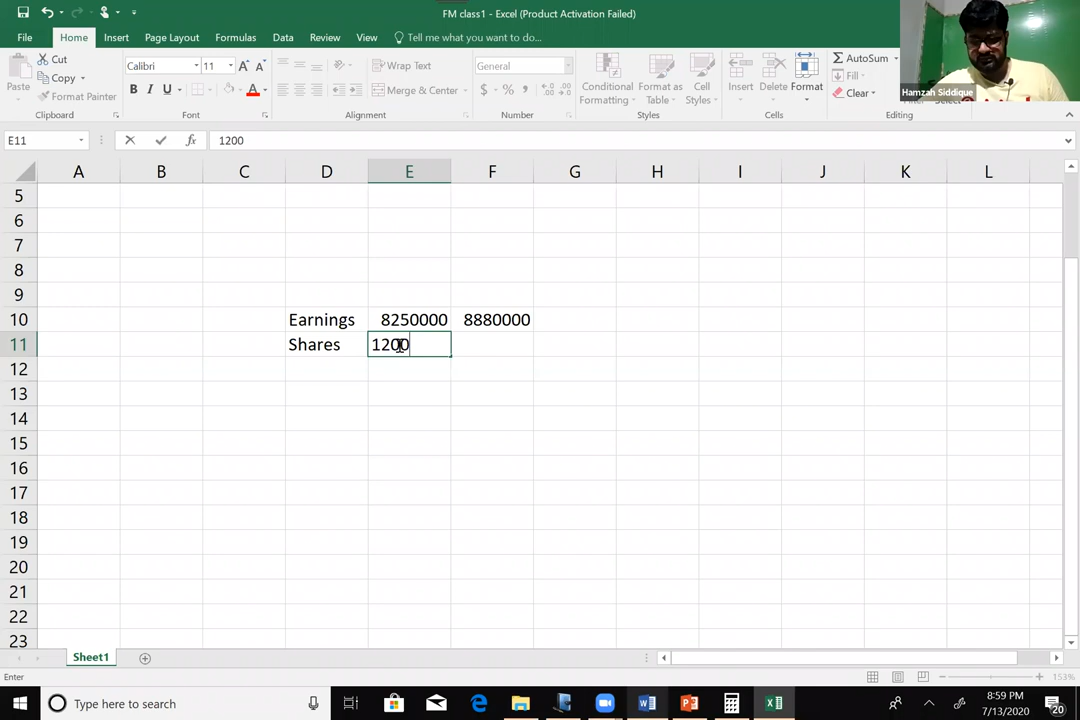 FM class1 - Excel (Product Activation Failed)
File Home Insert Page Layout Formulas Data Review View Tell me what you want to do...
Paste
Cut
Copy
Format Painter
Clipboard
Calibri 11
B I U
Font
Wrap Text
Merge & Center
Alignment
General
$ % ,
Number
Conditional Formatting
Format as Table
Cell Styles
Styles
Insert Delete Format
Cells
AutoSum
Fill
Clear
Editing
Hamzah Siddique
E11 fx 1200
A B C D E F G H I J K L
5
6
7
8
9
10 Earnings 8250000 8880000
11 Shares 1200
12
13
14
15
16
17
18
19
20
21
22
23
Sheet1
Enter 153%
Type here to search
8:59 PM
7/13/2020
20